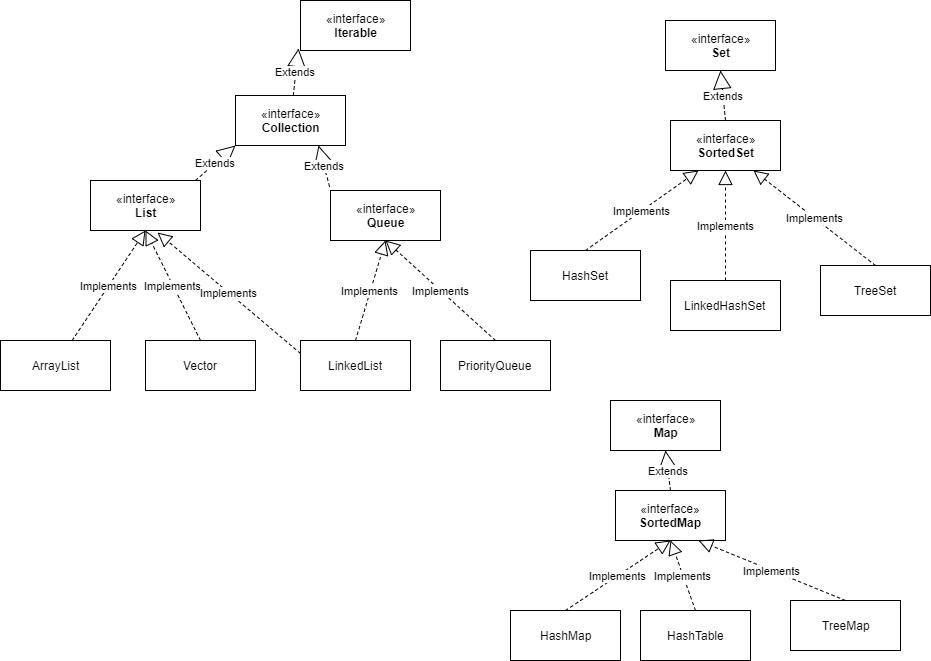 «interface»
Iterable
Extends
«interface»
Collection
Extends
Extends
«interface»
List
«interface»
Queue
Implements
Implements
Implements
Implements
Implements
ArrayList
Vector
LinkedList
PriorityQueue
«interface»
Set
Extends
«interface»
SortedSet
Implements
Implements
Implements
HashSet
LinkedHashSet
TreeSet
«interface»
Map
Extends
«interface»
SortedMap
Implements
Implements
Implements
HashMap
HashTable
TreeMap